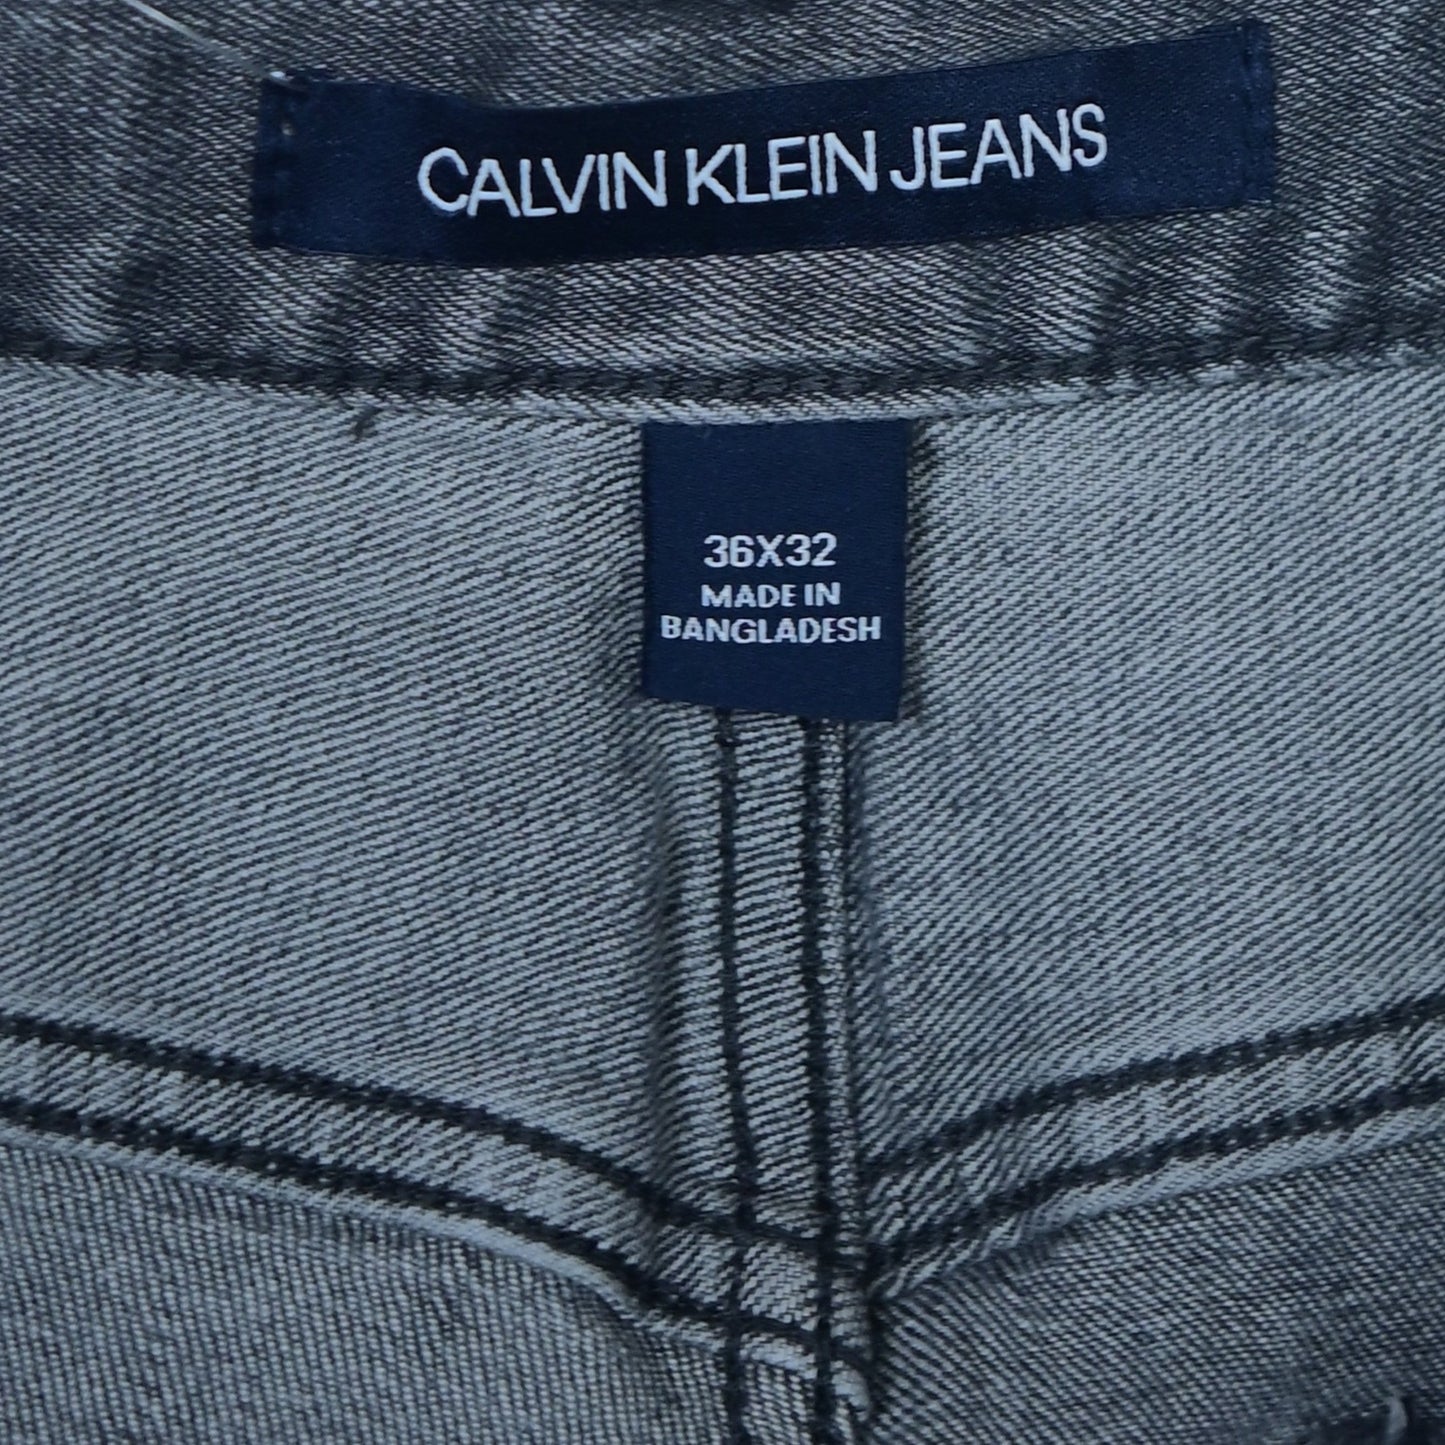 CALVIN KLEIN JEANS
36X32
MADE IN
BANGLADESH